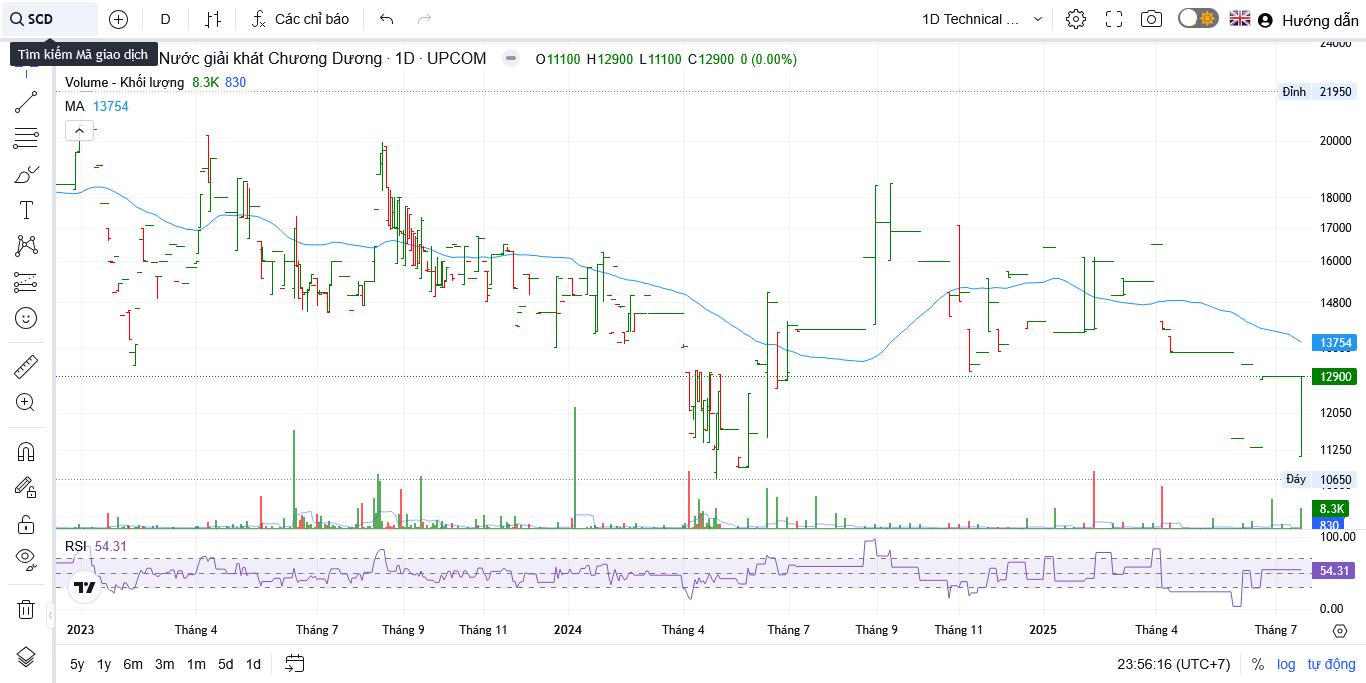 SCD
D
Các chỉ báo
1D Technical ...
Hướng dẫn
Tìm kiếm Mã giao dịch
Nước giải khát Chương Dương · 1D · UPCOM
O11100 H12900 L11100 C12900 0 (0.00%)
Volume - Khối lượng 8.3K 830
MA 13754
24000
Đỉnh 21950
20000
18000
17000
16000
14800
13754
12900
12050
11250
Đáy 10650
8.3K
830
RSI 54.31
100.00
54.31
0.00
2023 Tháng 4 Tháng 7 Tháng 9 Tháng 11 2024 Tháng 4 Tháng 7 Tháng 9 Tháng 11 2025 Tháng 4 Tháng 7
5y 1y 6m 3m 1m 5d 1d
23:56:16 (UTC+7) % log tự động